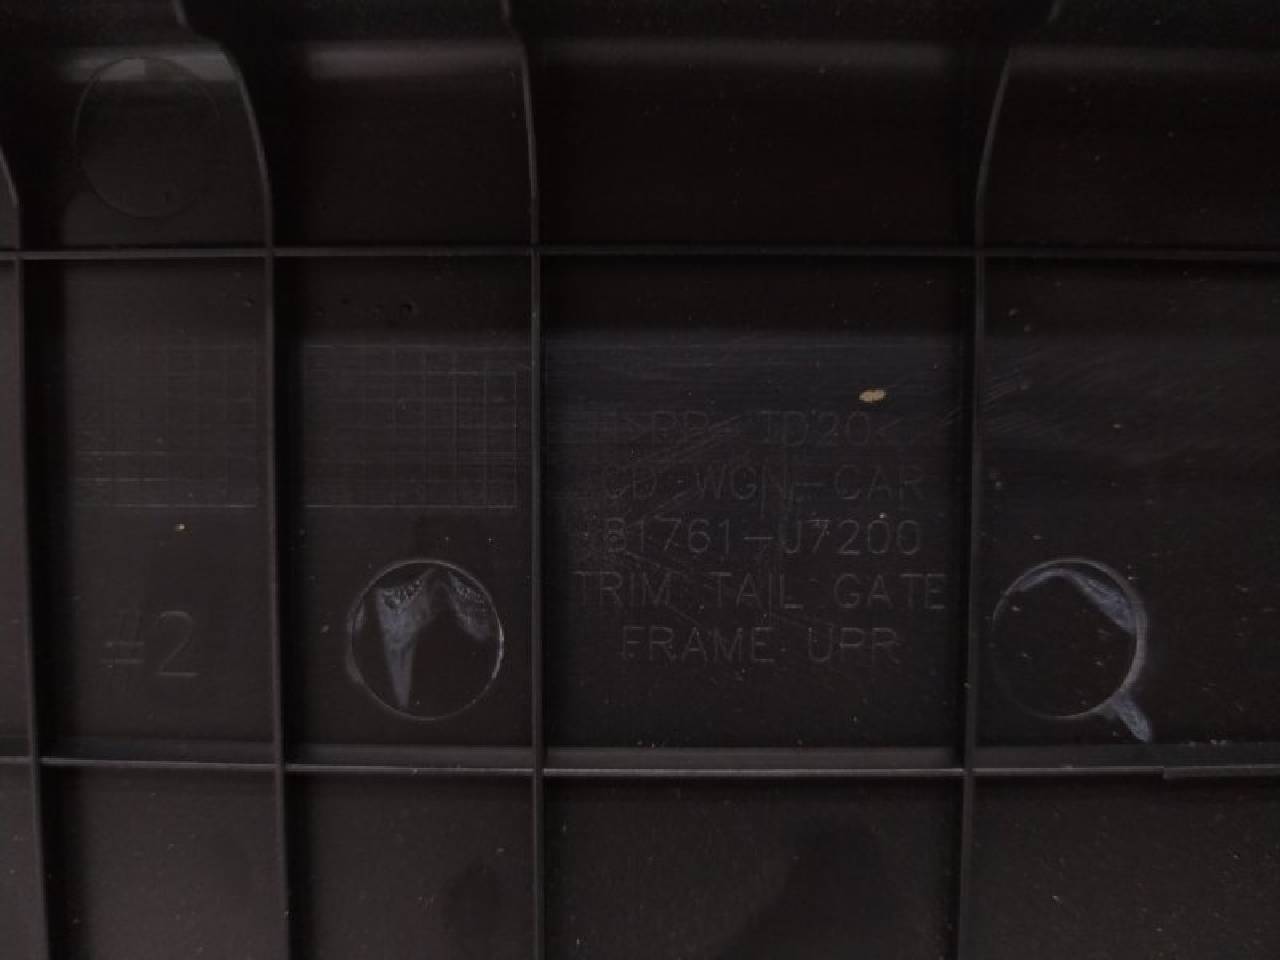 >PP-TD20<
CD WGN-CAR
81761-J7200
TRIM TAIL GATE
FRAME UPR
#2